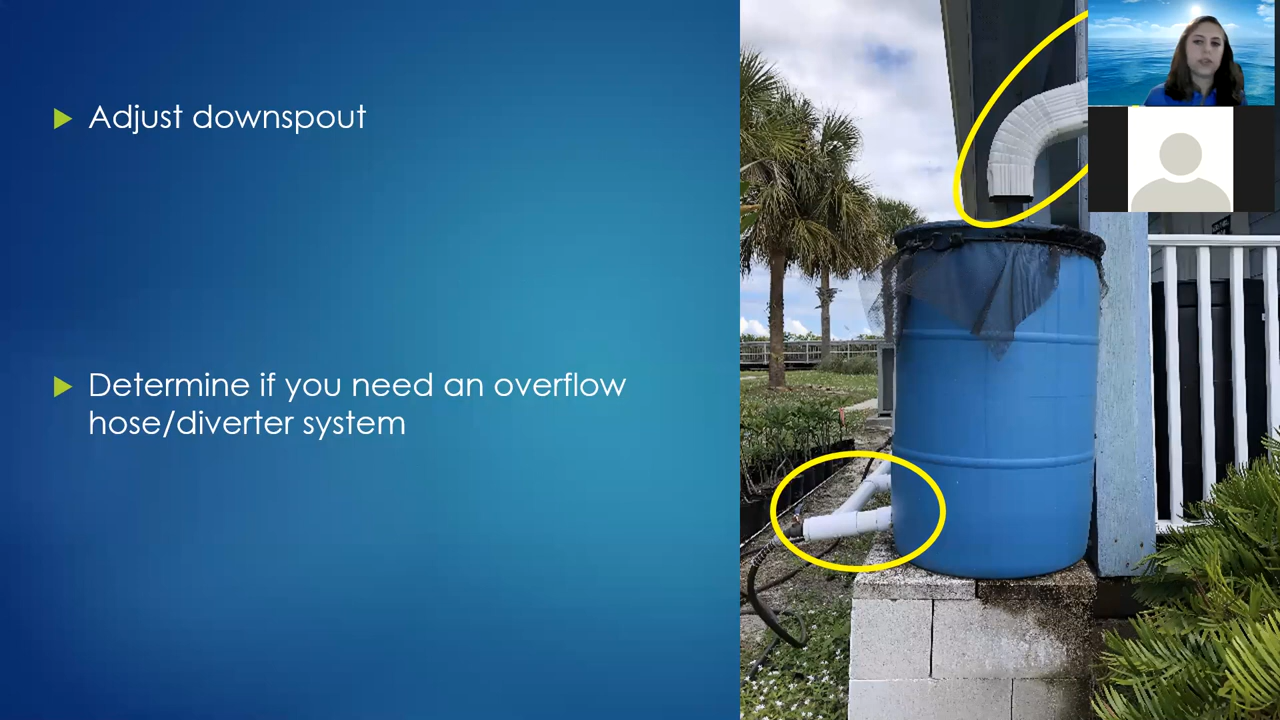 Adjust downspout
Determine if you need an overflow
hose/diverter system